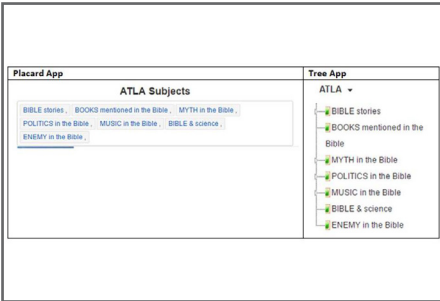 Placard App
ATLA Subjects
BIBLE stories , BOOKS mentioned in the Bible , MYTH in the Bible ,
POLITICS in the Bible , MUSIC in the Bible , BIBLE & science ,
ENEMY in the Bible ,
Tree App
ATLA
BIBLE stories
BOOKS mentioned in the
Bible
MYTH in the Bible
POLITICS in the Bible
MUSIC in the Bible
BIBLE & science
ENEMY in the Bible